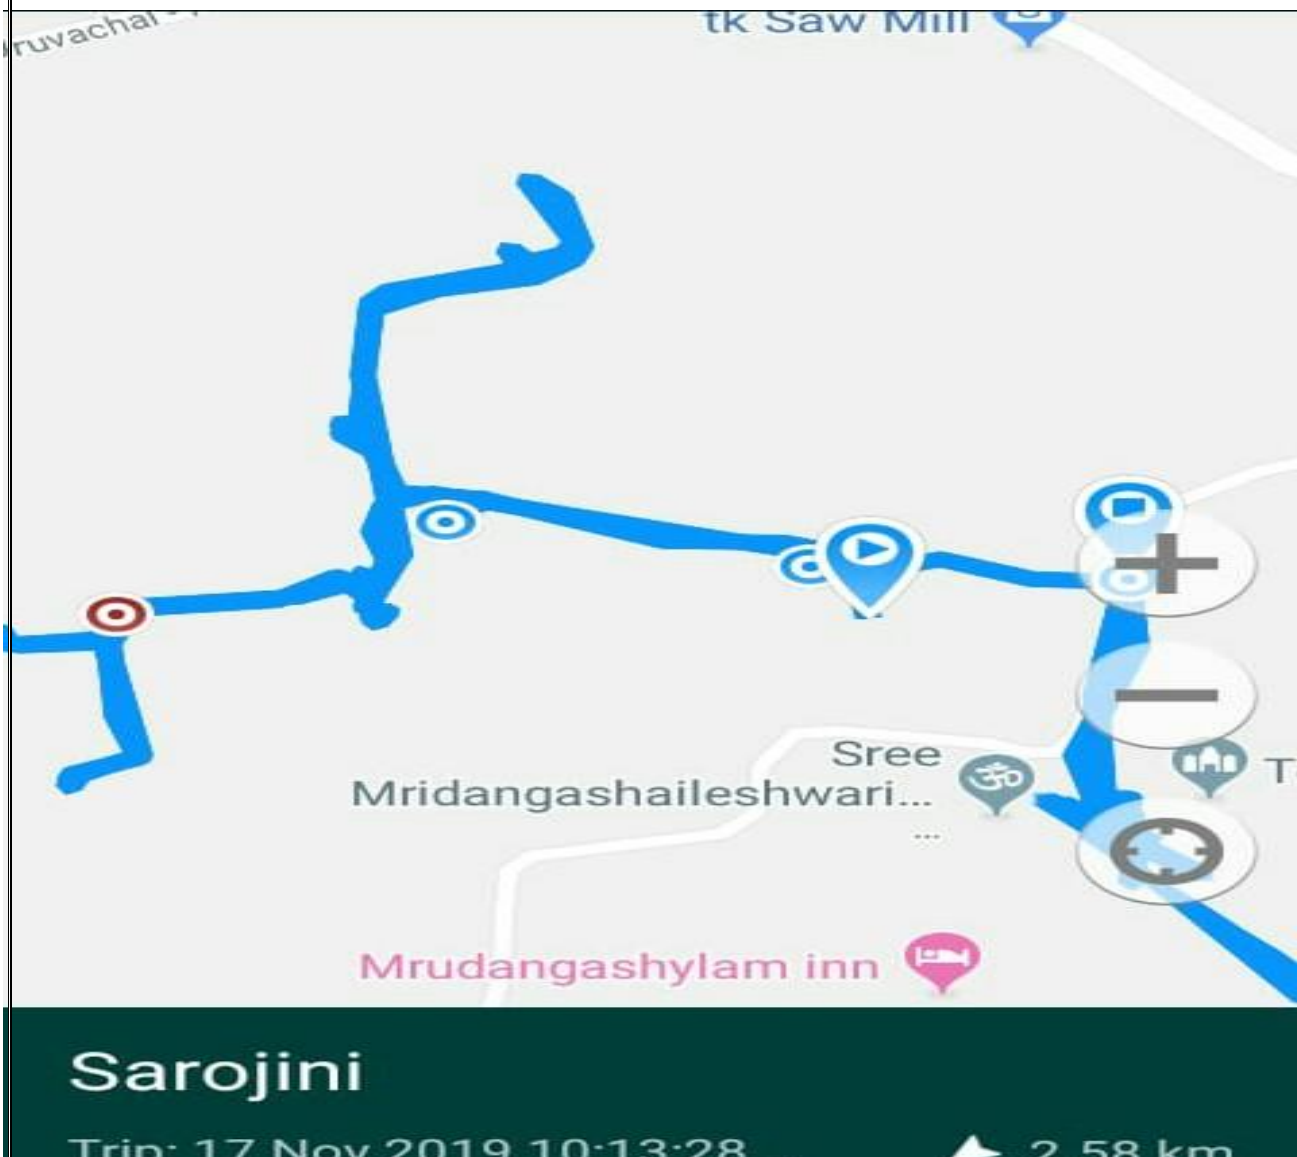 tk Saw Mill
Sree
Mridangashaileshwari...
...
Mrudangashylam inn
Sarojini
Trip: 17 Nov 2019 10:13:28
2.58 km